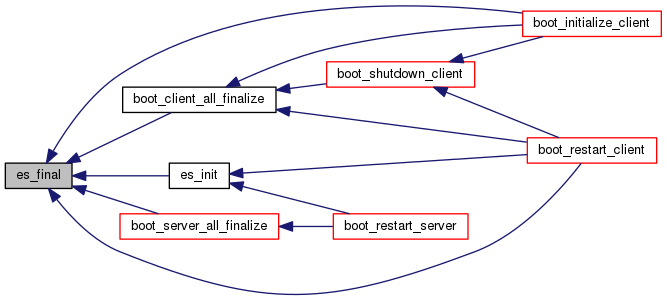 boot_initialize_client
boot_shutdown_client
boot_client_all_finalize
boot_restart_client
es_final
es_init
boot_server_all_finalize
boot_restart_server